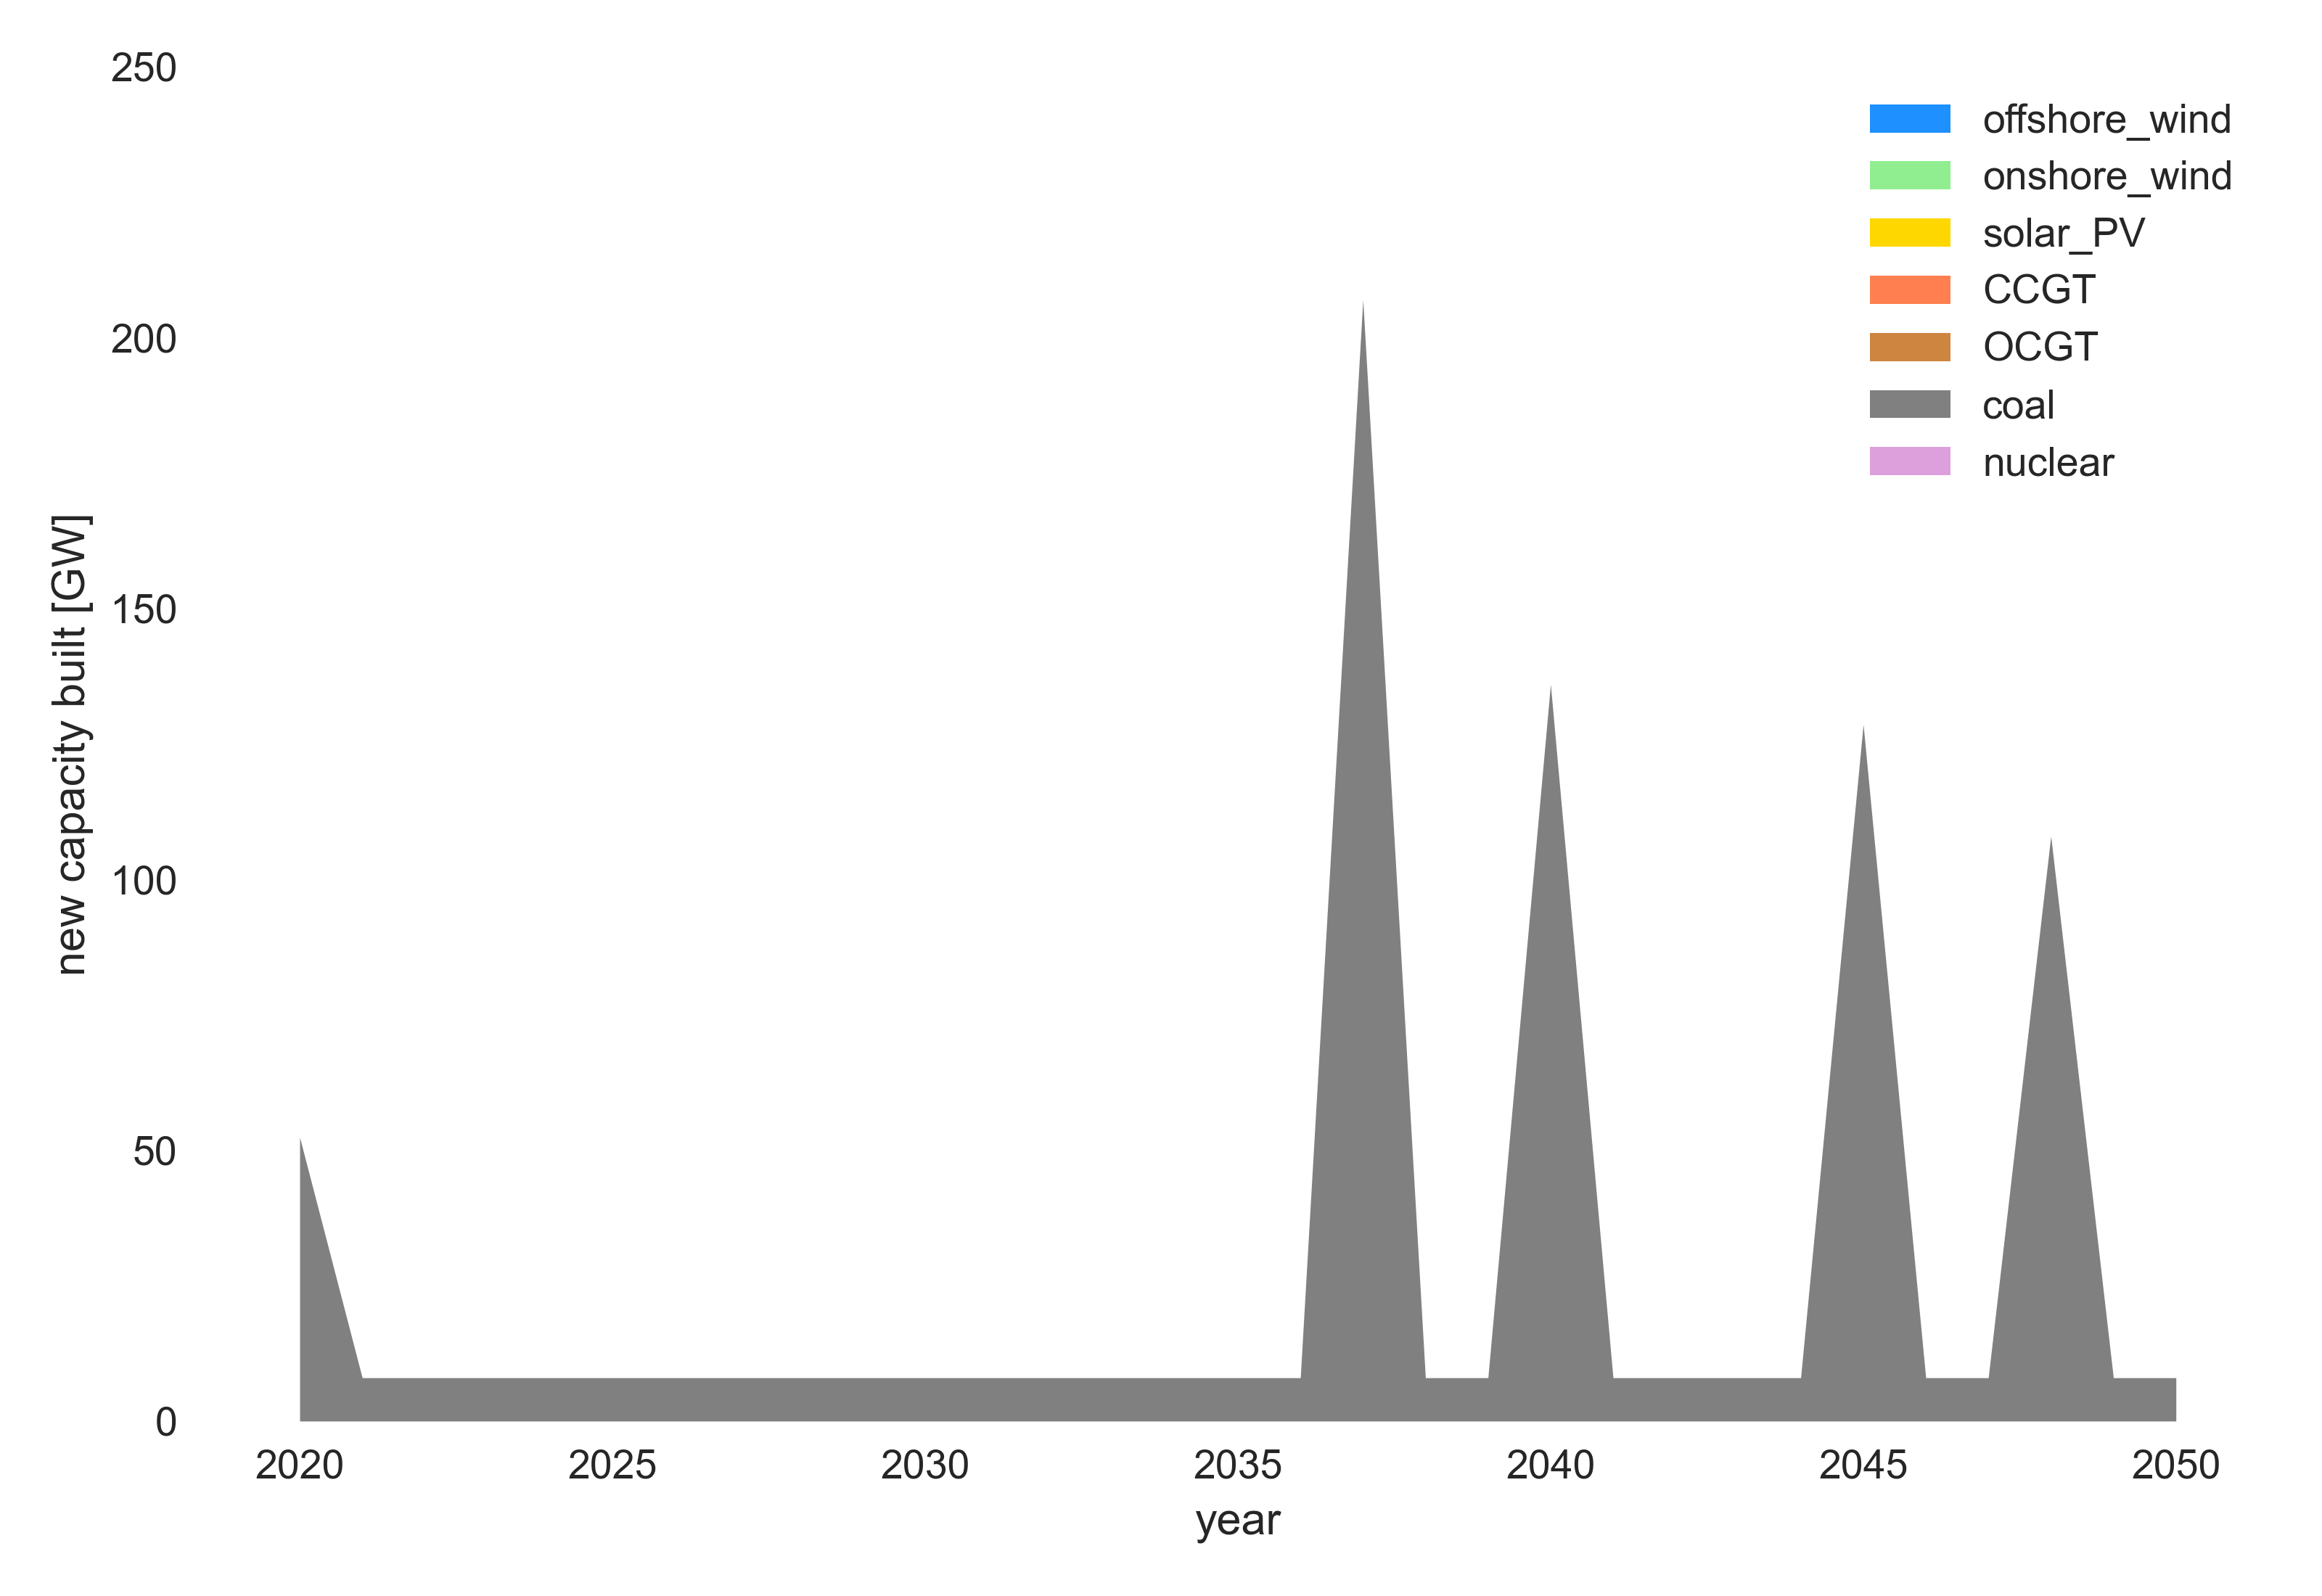 250
200
150
100
50
0
new capacity built [GW]
offshore_wind
onshore_wind
solar_PV
CCGT
OCGT
coal
nuclear
2020 2025 2030 2035 2040 2045 2050
year